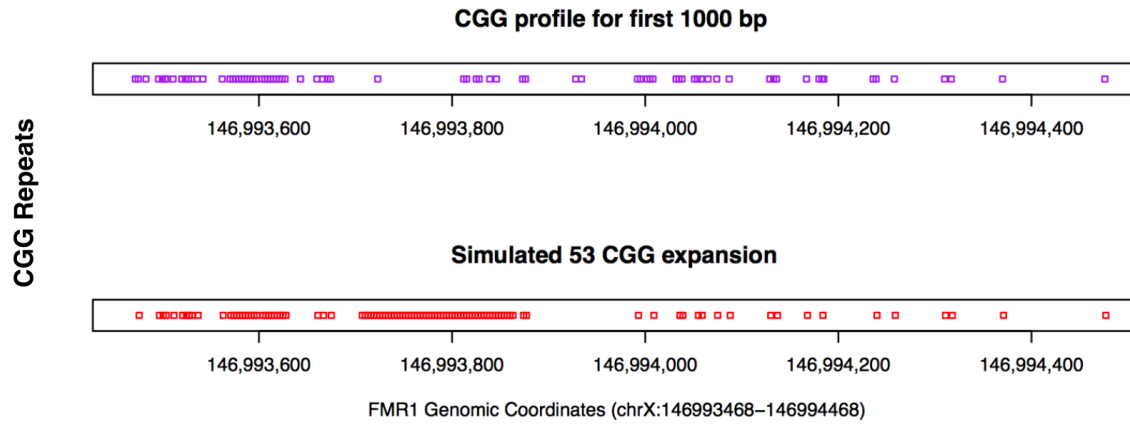 CGG profile for first 1000 bp
146,993,600 146,993,800 146,994,000 146,994,200 146,994,400
CGG Repeats
Simulated 53 CGG expansion
146,993,600 146,993,800 146,994,000 146,994,200 146,994,400
FMR1 Genomic Coordinates (chrX:146993468−146994468)